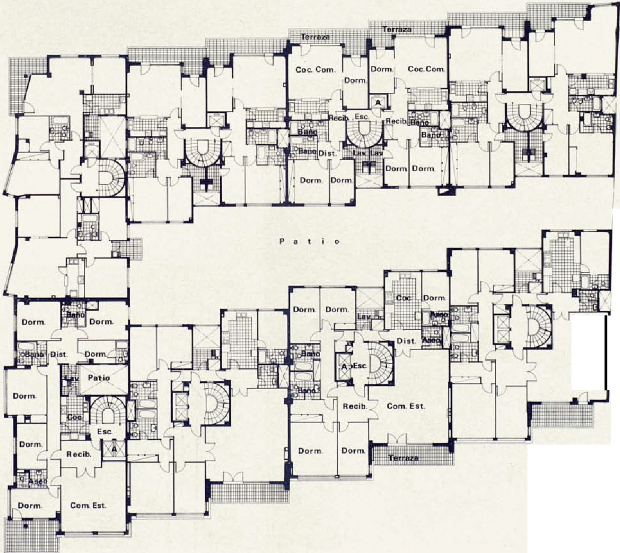 Terraza Terraza
Coc. Com. Dorm. Dorm. Coc. Com.
A
Recib. Esc. Recib. Baño
Baño Baño
Baño Dist. Lav. Lav.
Dorm. Dorm. Dorm. Dorm.
Patio
Dorm. Baño Dorm.
Baño Dist. Dorm.
Lav. Patio
Dorm.
Coc.
Esc.
Dorm. A
Recib.
Aseo
Dorm. Com. Est.
Dorm. Dorm. Coc. Dorm.
Lav. Baño
Baño Dist. Aseo
A Esc.
Baño
Recib. Com. Est.
Dorm. Dorm.
Terraza